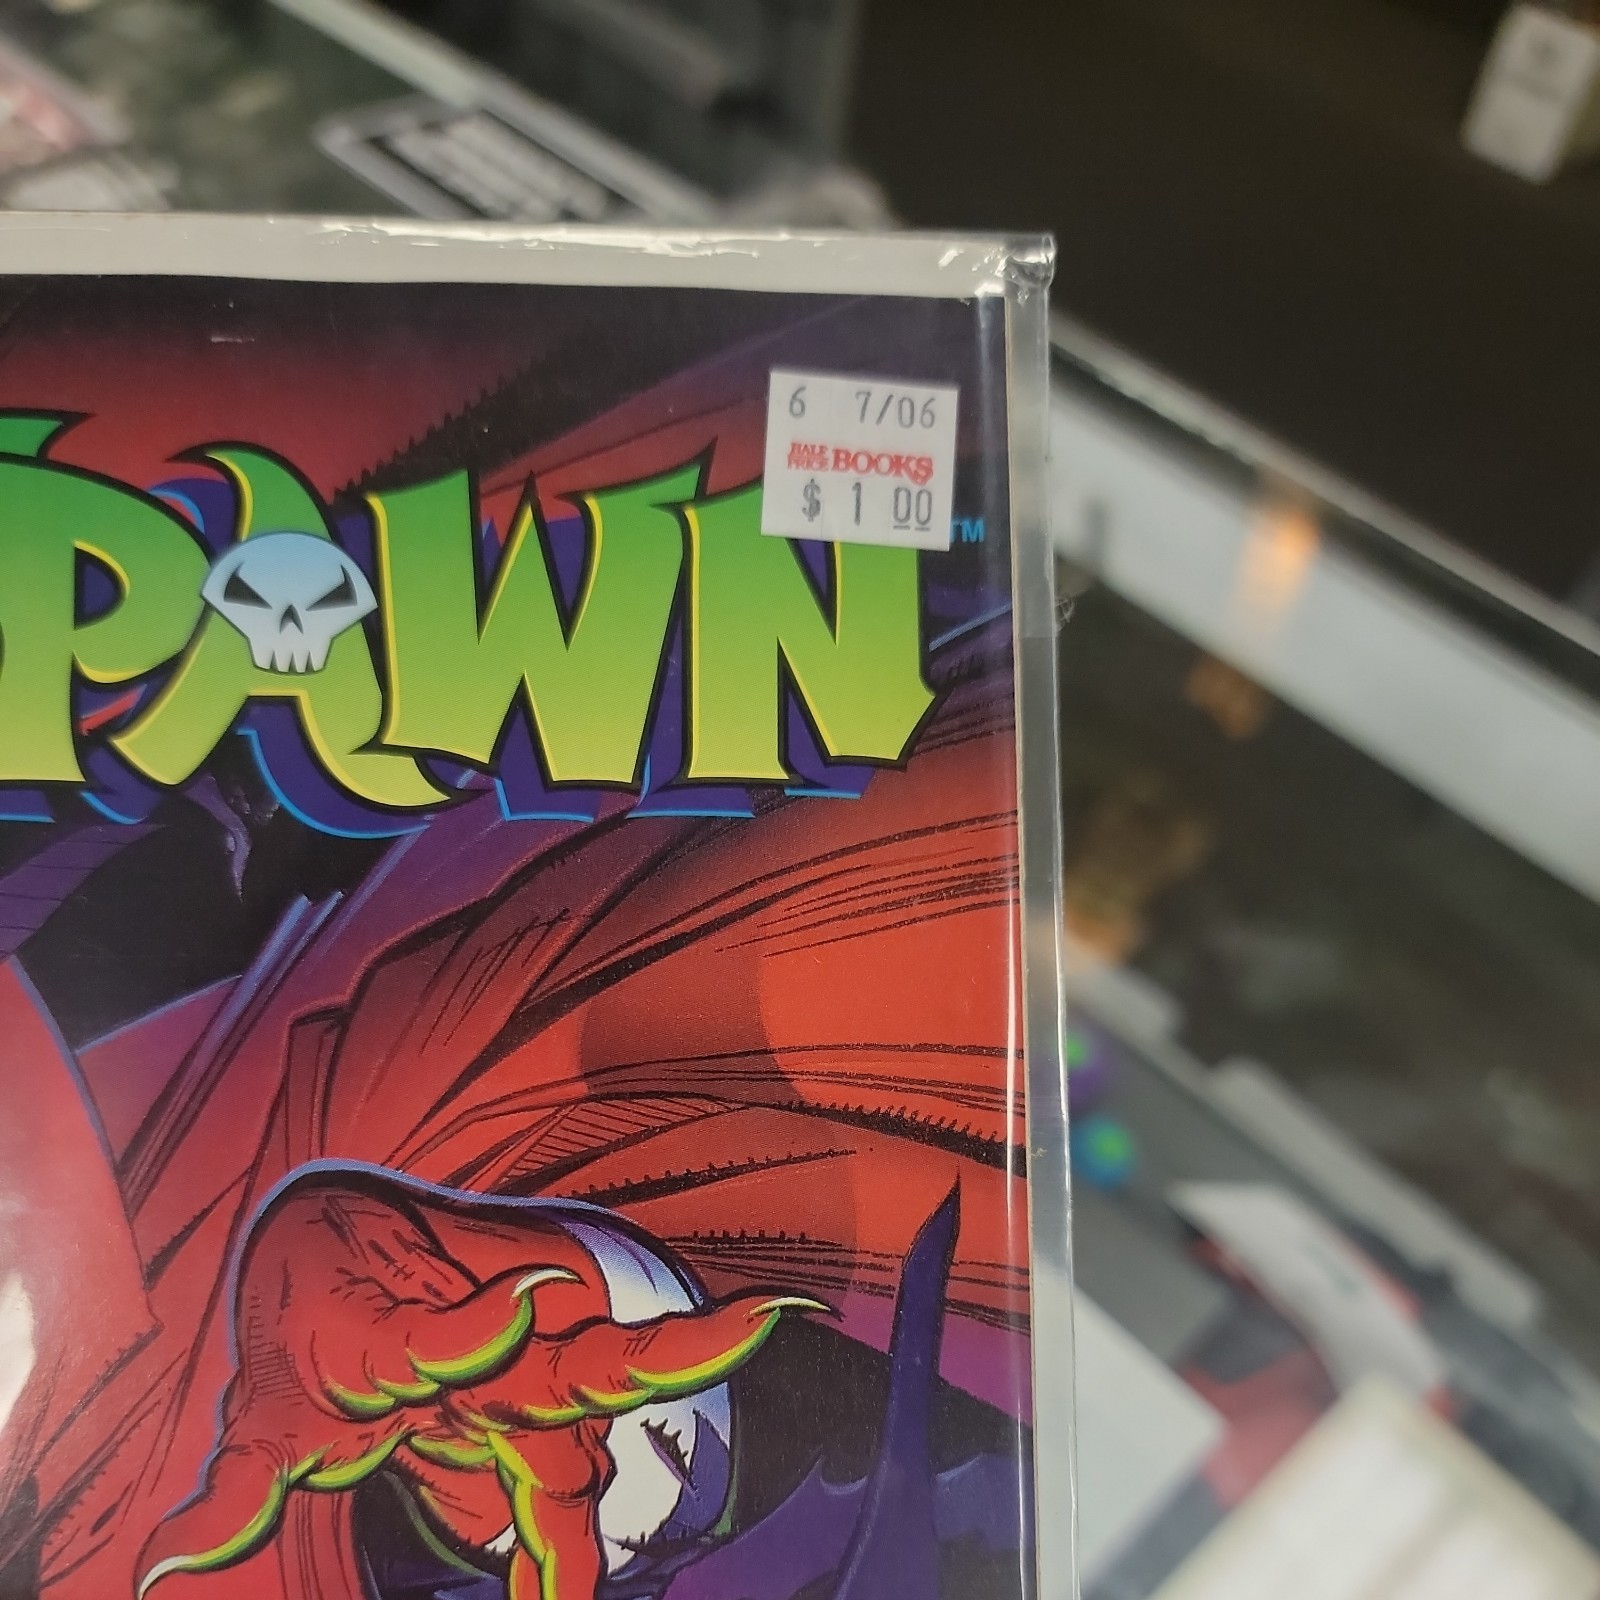 6 7/06
HALF
PRICE BOOKS
$ 1 00
PAWN
TM